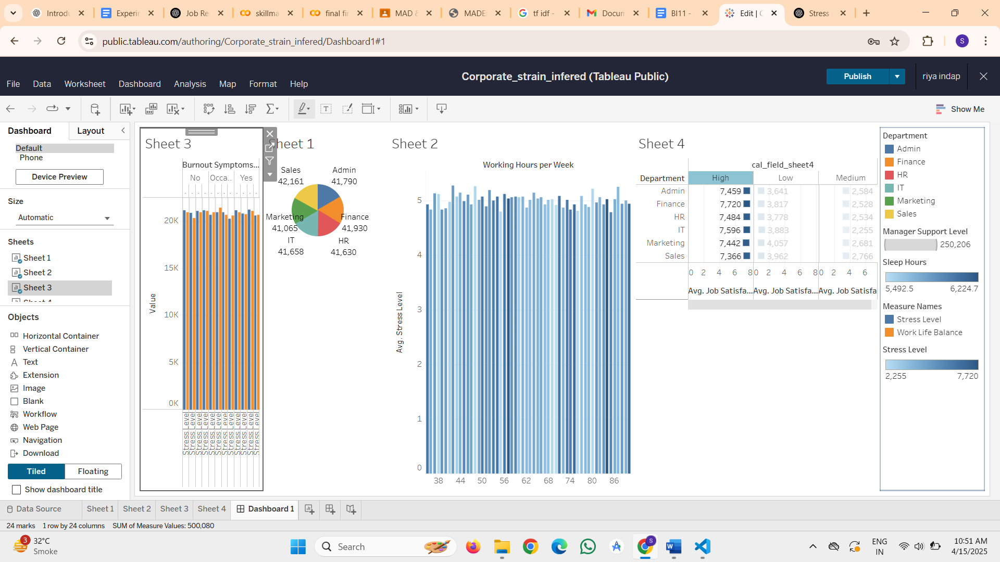 Introdu
Experin
Job Re
skillma
final fir
MAD &
MADE
tf idf -
Docum
BI11 -
Edit | C
Stress
public.tableau.com/authoring/Corporate_strain_infered/Dashboard1#1
S
Corporate_strain_infered (Tableau Public)
Publish
riya indap
File Data Worksheet Dashboard Analysis Map Format Help
Show Me
Dashboard Layout
Default
Phone
Device Preview
Size
Automatic
Sheets
Sheet 1
Sheet 2
Sheet 3
Sheet 4
Objects
Horizontal Container
Vertical Container
Text
Extension
Image
Blank
Workflow
Web Page
Navigation
Download
Tiled Floating
Show dashboard title
Sheet 3
Burnout Symptoms...
No Occa.. Yes
20K
15K
10K
5K
0K
Value
Stress Leve
Stress Leve
Stress Leve
Stress Leve
Stress Leve
Stress Leve
Stress Leve
Stress Leve
Stress Leve
Stress Leve
Stress Leve
Stress Leve
Sheet 1
Sales
42,161
Admin
41,790
Marketing
41,065
Finance
41,930
IT
41,658
HR
41,630
Sheet 2
Working Hours per Week
Avg. Stress Level
5
4
3
2
1
0
38 44 50 56 62 68 74 80 86
Sheet 4
cal_field_sheet4
Department High Low Medium
Admin 7,459 3,641 2,584
Finance 7,720 3,817 2,528
HR 7,484 3,778 2,534
IT 7,596 3,883 2,255
Marketing 7,442 4,057 2,681
Sales 7,366 3,962 2,766
0 2 4 6 8 0 2 4 6 8 0 2 4 6
Avg. Job Satisfa... Avg. Job Satisfa... Avg. Job Satisfa
Department
Admin
Finance
HR
IT
Marketing
Sales
Manager Support Level
250,206
Sleep Hours
5,492.5 6,224.7
Measure Names
Stress Level
Work Life Balance
Stress Level
2,255 7,720
Data Source Sheet 1 Sheet 2 Sheet 3 Sheet 4 Dashboard 1
24 marks 1 row by 24 columns SUM of Measure Values: 500,080
3
32°C
Smoke
Search
S
ENG
IN
10:51 AM
4/15/2025